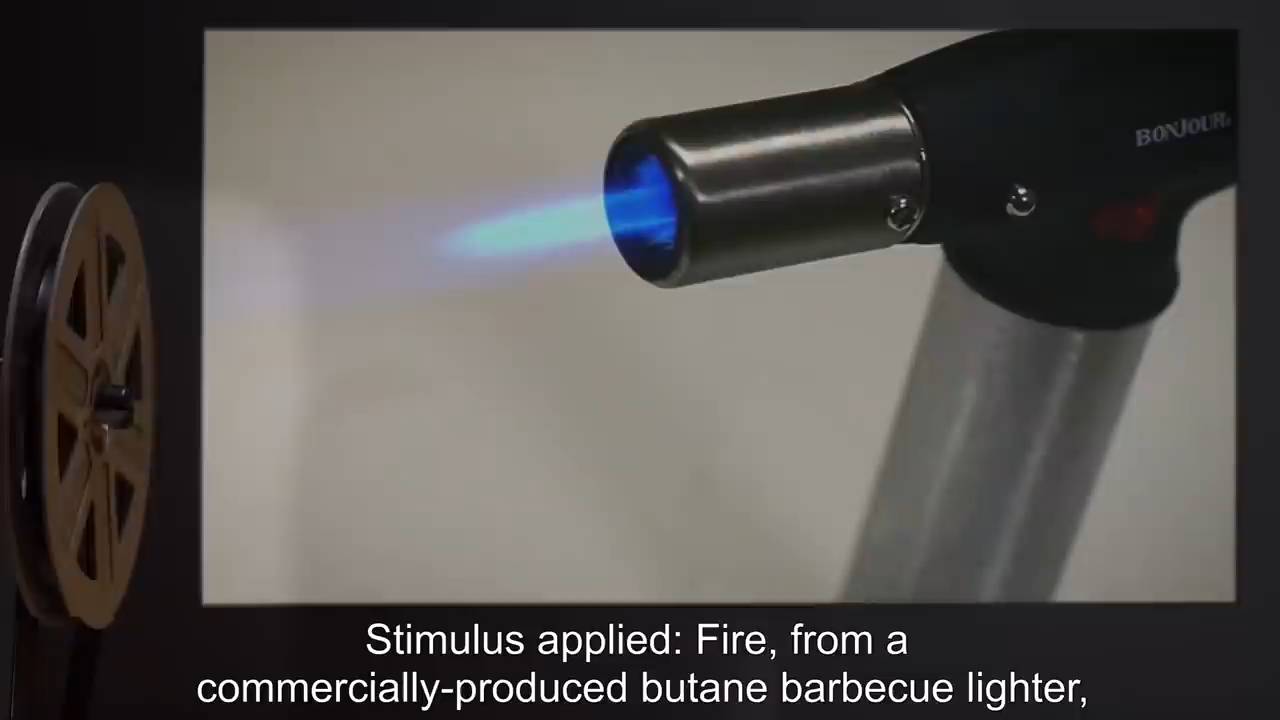 BONJOUR.
Stimulus applied: Fire, from a
commercially-produced butane barbecue lighter,